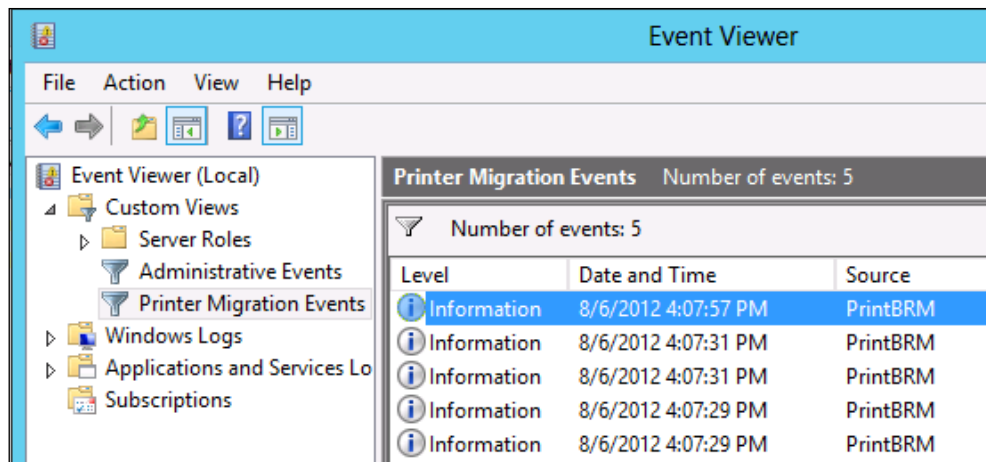 Event Viewer
File Action View Help
Event Viewer (Local)
Custom Views
Server Roles
Administrative Events
Printer Migration Events
Windows Logs
Applications and Services Lo
Subscriptions
Printer Migration Events Number of events: 5
Number of events: 5
Level Date and Time Source
Information 8/6/2012 4:07:57 PM PrintBRM
Information 8/6/2012 4:07:31 PM PrintBRM
Information 8/6/2012 4:07:31 PM PrintBRM
Information 8/6/2012 4:07:29 PM PrintBRM
Information 8/6/2012 4:07:29 PM PrintBRM